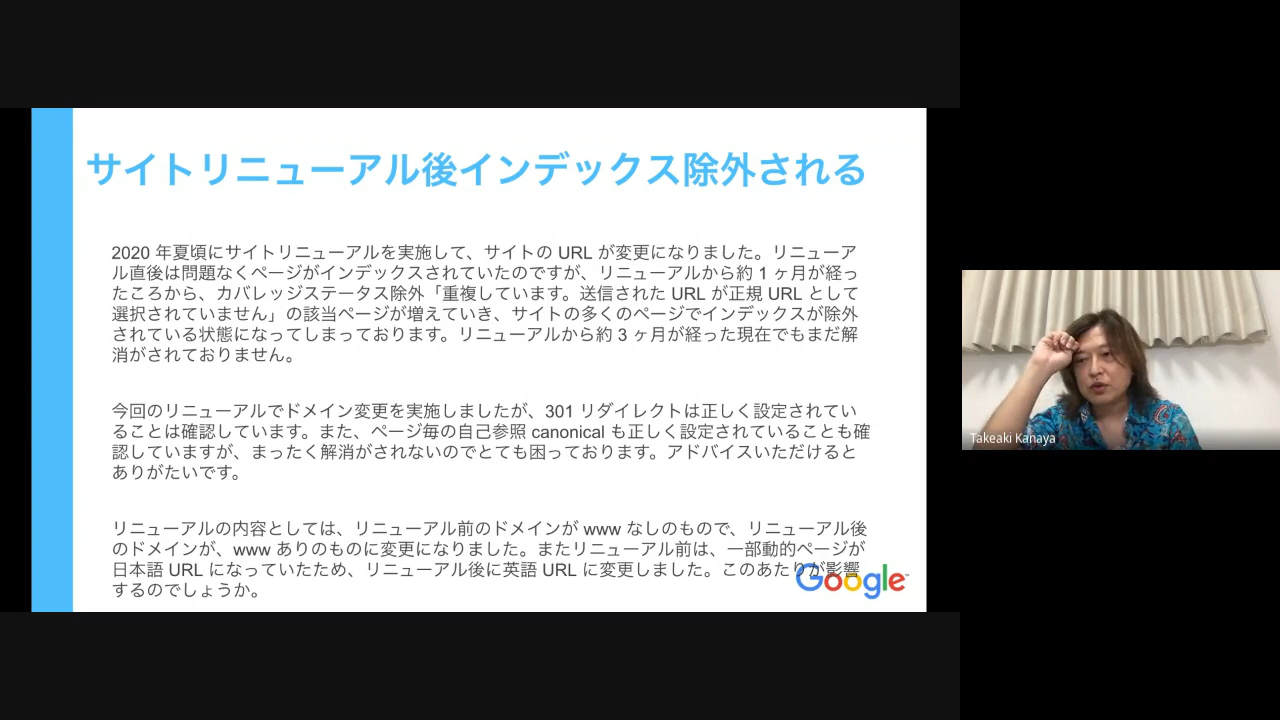 サイトリニューアル後インデックス除外される
2020 年夏頃にサイトリニューアルを実施して、サイトの URL が変更になりました。リニューア
ル直後は問題なくページがインデックスされていたのですが、リニューアルから約 1 ヶ月が経っ
たころから、カバレッジステータス除外「重複しています。送信された URL が正規 URL として
選択されていません」の該当ページが増えていき、サイトの多くのページでインデックスが除外
されている状態になってしまっております。リニューアルから約 3 ヶ月が経った現在でもまだ解
消がされておりません。
今回のリニューアルでドメイン変更を実施しましたが、301 リダイレクトは正しく設定されてい
ることは確認しています。また、ページ毎の自己参照 canonical も正しく設定されていることも確
認していますが、まったく解消がされないのでとても困っております。アドバイスいただけると
ありがたいです。
リニューアルの内容としては、リニューアル前のドメインが www なしのもので、リニューアル後
のドメインが、www ありのものに変更になりました。またリニューアル前は、一部動的ページが
日本語 URL になっていたため、リニューアル後に英語 URL に変更しました。このあたりが影響
するのでしょうか。
Google
Takeaki Kanaya